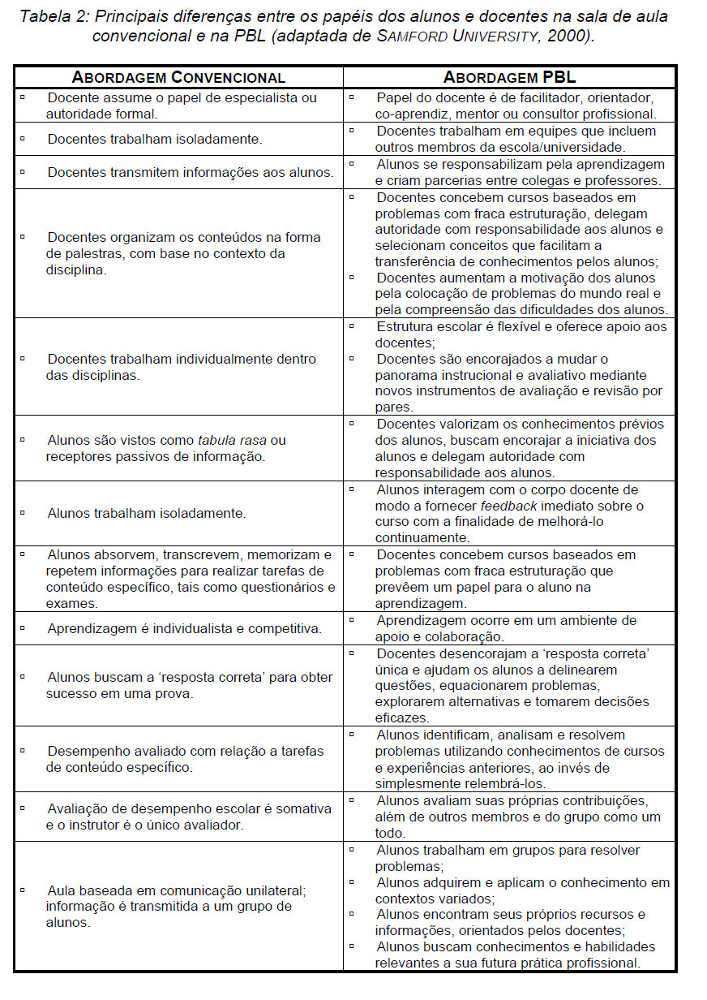 Tabela 2: Principais diferenças entre os papéis dos alunos e docentes na sala de aula
convencional e na PBL (adaptada de SAMFORD UNIVERSITY, 2000).
ABORDAGEM CONVENCIONAL
ABORDAGEM PBL
▫ Docente assume o papel de especialista ou
autoridade formal.
▫ Papel do docente é de facilitador, orientador,
co-aprendiz, mentor ou consultor profissional.
▫ Docentes trabalham isoladamente.
▫ Docentes trabalham em equipes que incluem
outros membros da escola/universidade.
▫ Docentes transmitem informações aos alunos.
▫ Alunos se responsabilizam pela aprendizagem
e criam parcerias entre colegas e professores.
▫ Docentes organizam os conteúdos na forma
de palestras, com base no contexto da
disciplina.
▫ Docentes concebem cursos baseados em
problemas com fraca estruturação, delegam
autoridade com responsabilidade aos alunos e
selecionam conceitos que facilitam a
transferência de conhecimentos pelos alunos;
▫ Docentes aumentam a motivação dos alunos
pela colocação de problemas do mundo real e
pela compreensão das dificuldades dos alunos.
▫ Docentes trabalham individualmente dentro
das disciplinas.
▫ Estrutura escolar é flexível e oferece apoio aos
docentes;
▫ Docentes são encorajados a mudar o
panorama instrucional e avaliativo mediante
novos instrumentos de avaliação e revisão por
pares.
▫ Alunos são vistos como tabula rasa ou
receptores passivos de informação.
▫ Docentes valorizam os conhecimentos prévios
dos alunos, buscam encorajar a iniciativa dos
alunos e delegam autoridade com
responsabilidade aos alunos.
▫ Alunos trabalham isoladamente.
▫ Alunos interagem com o corpo docente de
modo a fornecer feedback imediato sobre o
curso com a finalidade de melhorá-lo
continuamente.
▫ Alunos absorvem, transcrevem, memorizam e
repetem informações para realizar tarefas de
conteúdo específico, tais como questionários e
exames.
▫ Docentes concebem cursos baseados em
problemas com fraca estruturação que
prevêem um papel para o aluno na
aprendizagem.
▫ Aprendizagem é individualista e competitiva.
▫ Aprendizagem ocorre em um ambiente de
apoio e colaboração.
▫ Alunos buscam a ‘resposta correta’ para obter
sucesso em uma prova.
▫ Docentes desencorajam a ‘resposta correta’
única e ajudam os alunos a delinearem
questões, equacionarem problemas,
explorarem alternativas e tomarem decisões
eficazes.
▫ Desempenho avaliado com relação a tarefas
de conteúdo específico.
▫ Alunos identificam, analisam e resolvem
problemas utilizando conhecimentos de cursos
e experiências anteriores, ao invés de
simplesmente relembrá-los.
▫ Avaliação de desempenho escolar é somativa
e o instrutor é o único avaliador.
▫ Alunos avaliam suas próprias contribuições,
além de outros membros e do grupo como um
todo.
▫ Aula baseada em comunicação unilateral;
informação é transmitida a um grupo de
alunos.
▫ Alunos trabalham em grupos para resolver
problemas;
▫ Alunos adquirem e aplicam o conhecimento em
contextos variados;
▫ Alunos encontram seus próprios recursos e
informações, orientados pelos docentes;
▫ Alunos buscam conhecimentos e habilidades
relevantes a sua futura prática profissional.